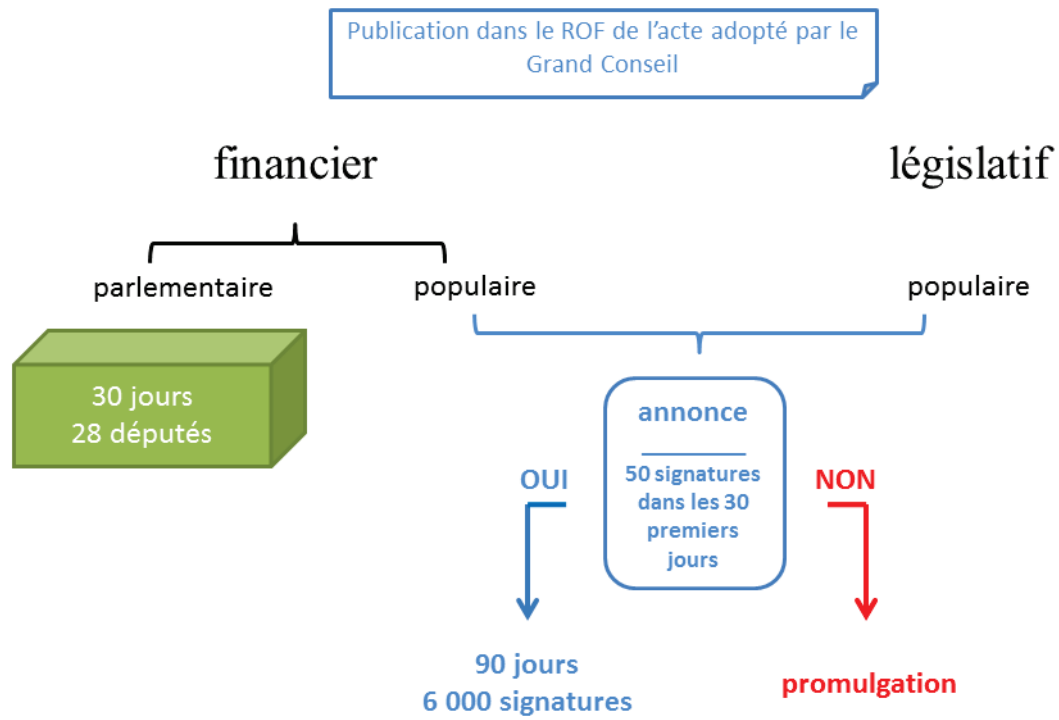 Publication dans le ROF de l’acte adopté par le
Grand Conseil
financier
législatif
parlementaire
populaire
populaire
30 jours
28 députés
annonce
50 signatures
dans les 30
premiers
jours
OUI
NON
90 jours
6 000 signatures
promulgation